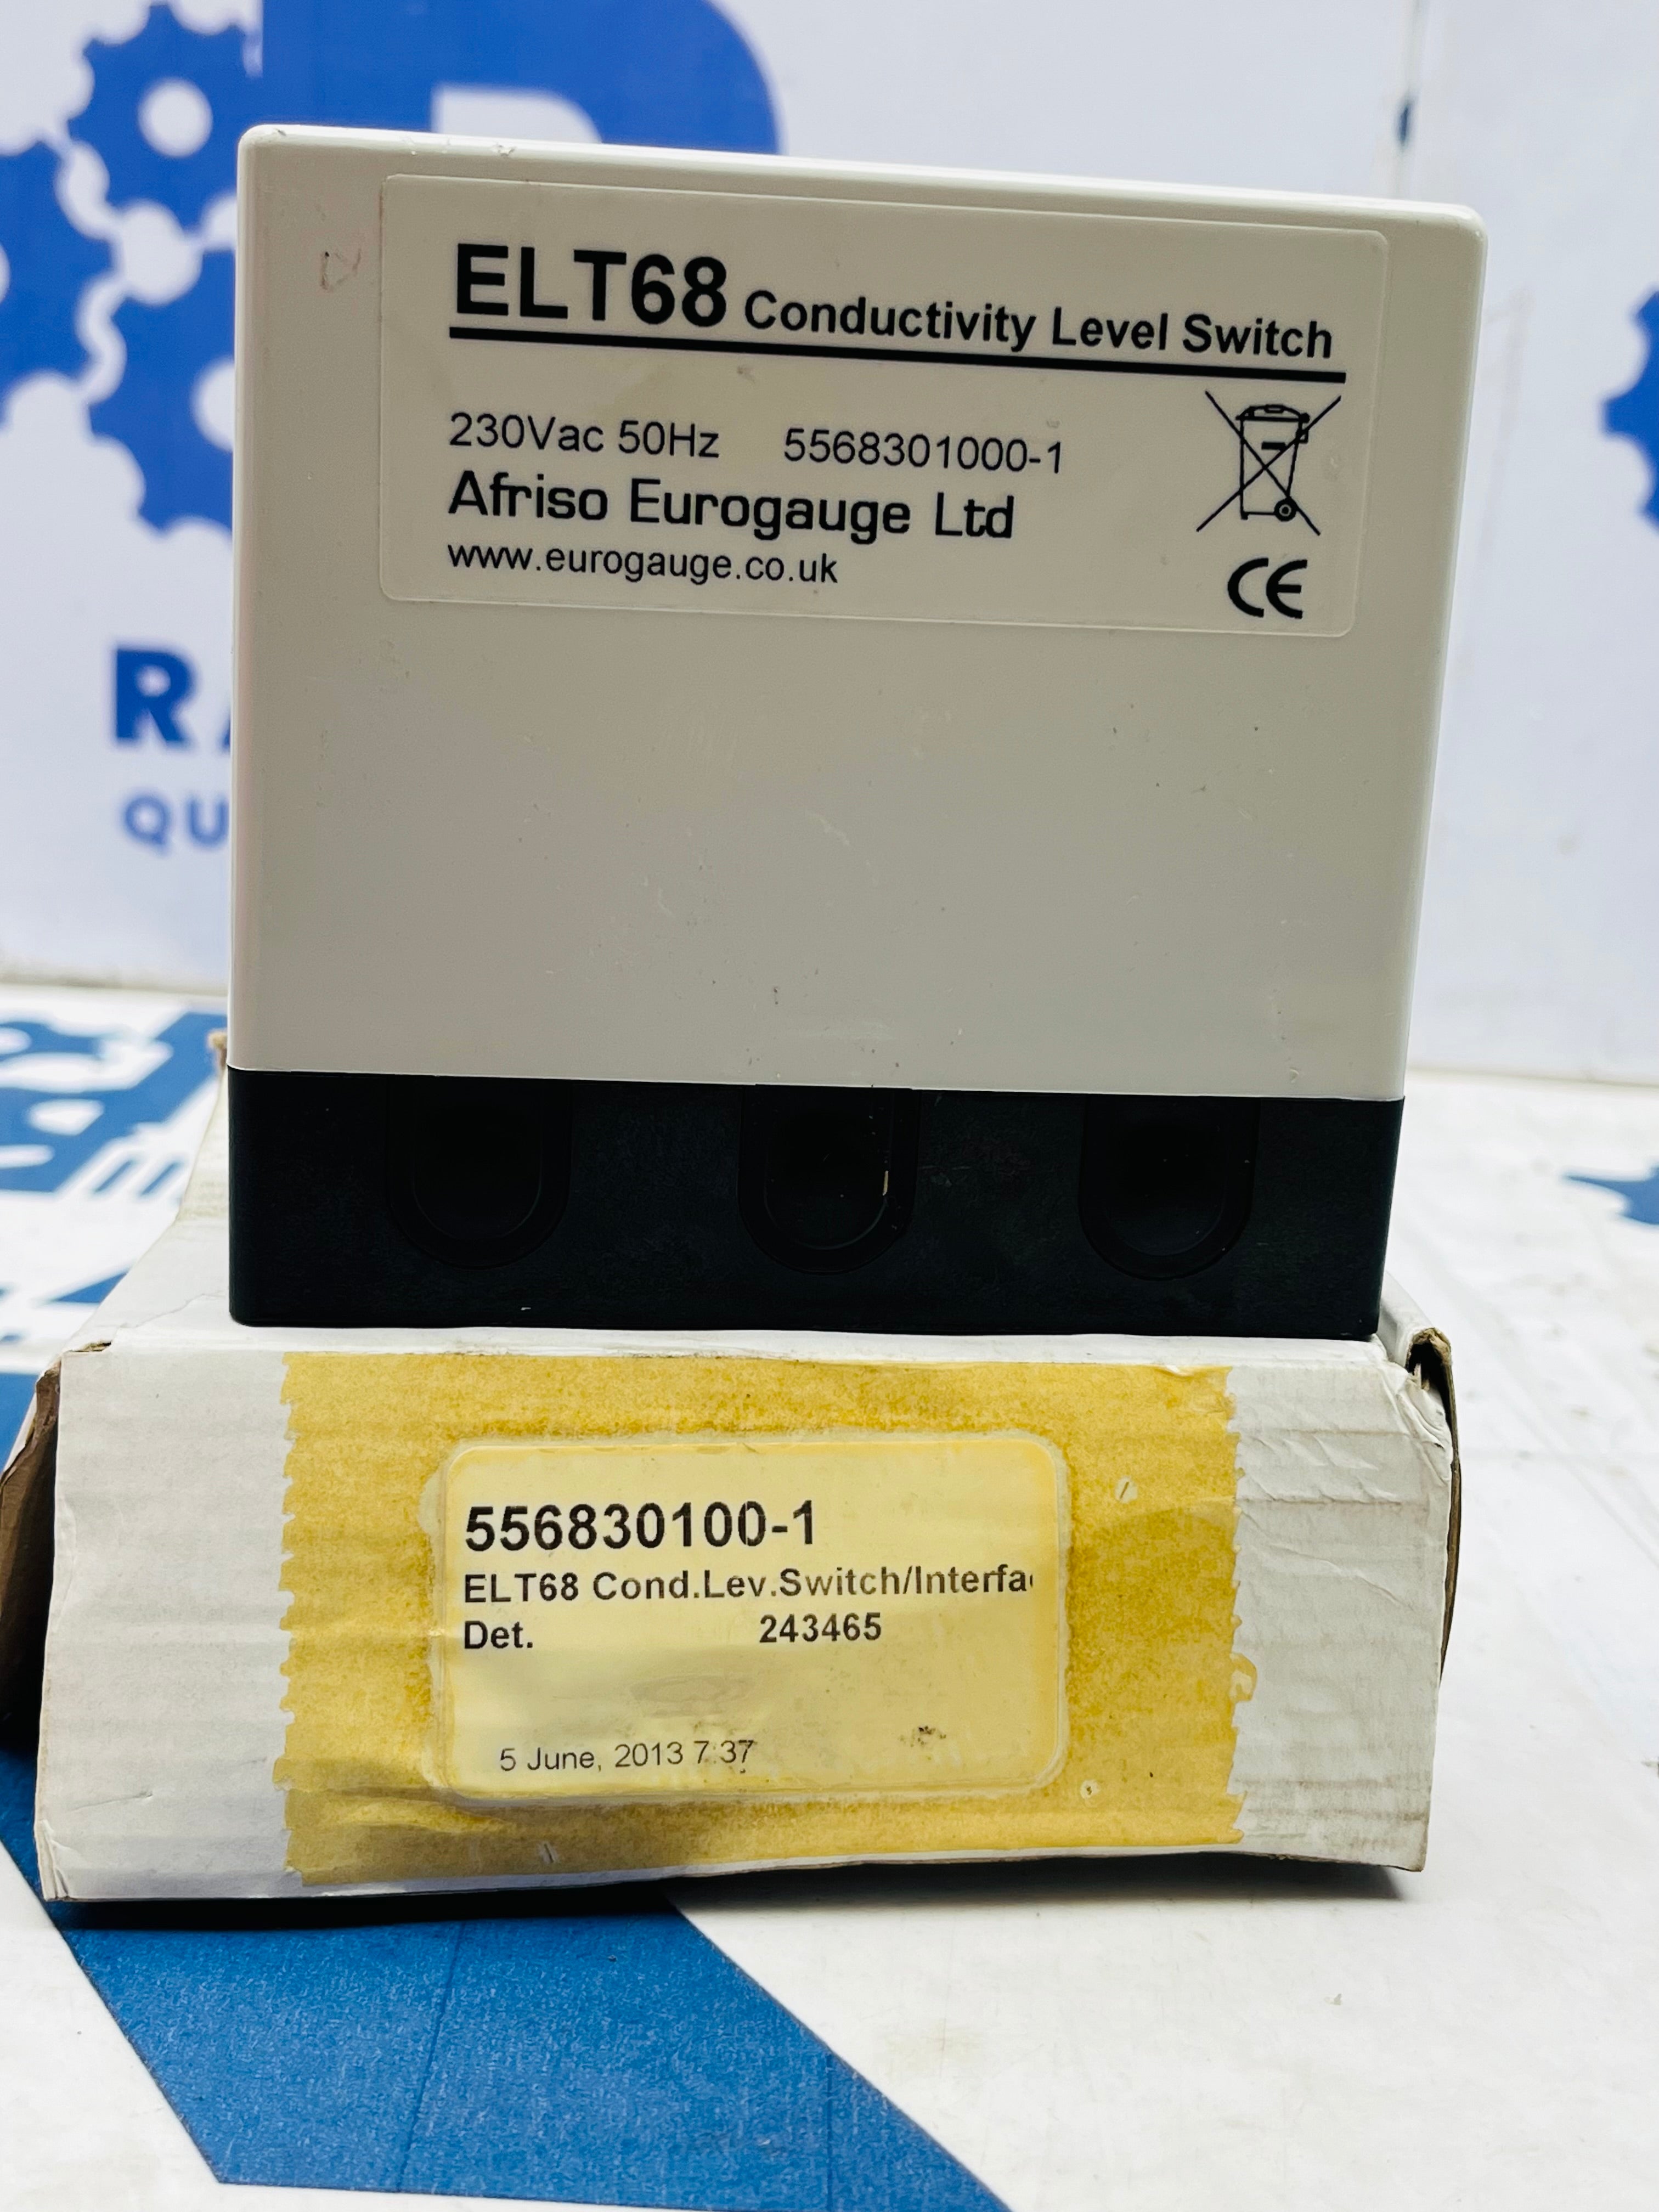 ELT68 Conductivity Level Switch
230Vac 50Hz 5568301000-1
Afriso Eurogauge Ltd
www.eurogauge.co.uk
CE
556830100-1
ELT68 Cond.Lev.Switch/Interfa
Det. 243465
5 June, 2013 7:37